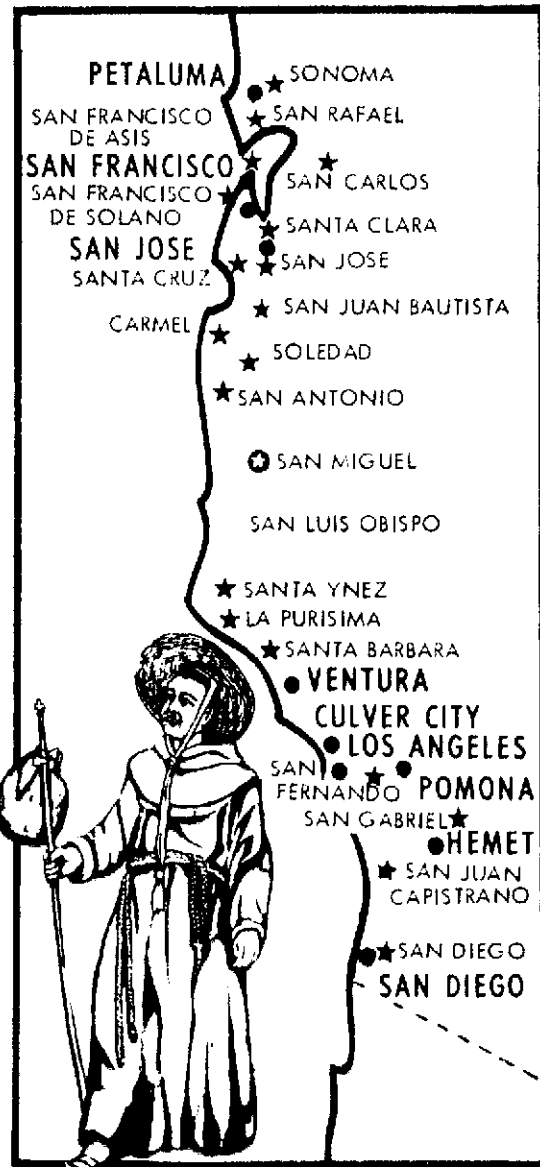 PETALUMA
SONOMA
SAN FRANCISCO
DE ASIS
SAN RAFAEL
SAN FRANCISCO
SAN CARLOS
SAN FRANCISCO
DE SOLANO
SANTA CLARA
SAN JOSE
SAN JOSE
SANTA CRUZ
SAN JUAN BAUTISTA
CARMEL
SOLEDAD
SAN ANTONIO
SAN MIGUEL
SAN LUIS OBISPO
SANTA YNEZ
LA PURISIMA
SANTA BARBARA
VENTURA
CULVER CITY
LOS ANGELES
SAN
FERNANDO
POMONA
SAN GABRIEL
HEMET
SAN JUAN
CAPISTRANO
SAN DIEGO
SAN DIEGO